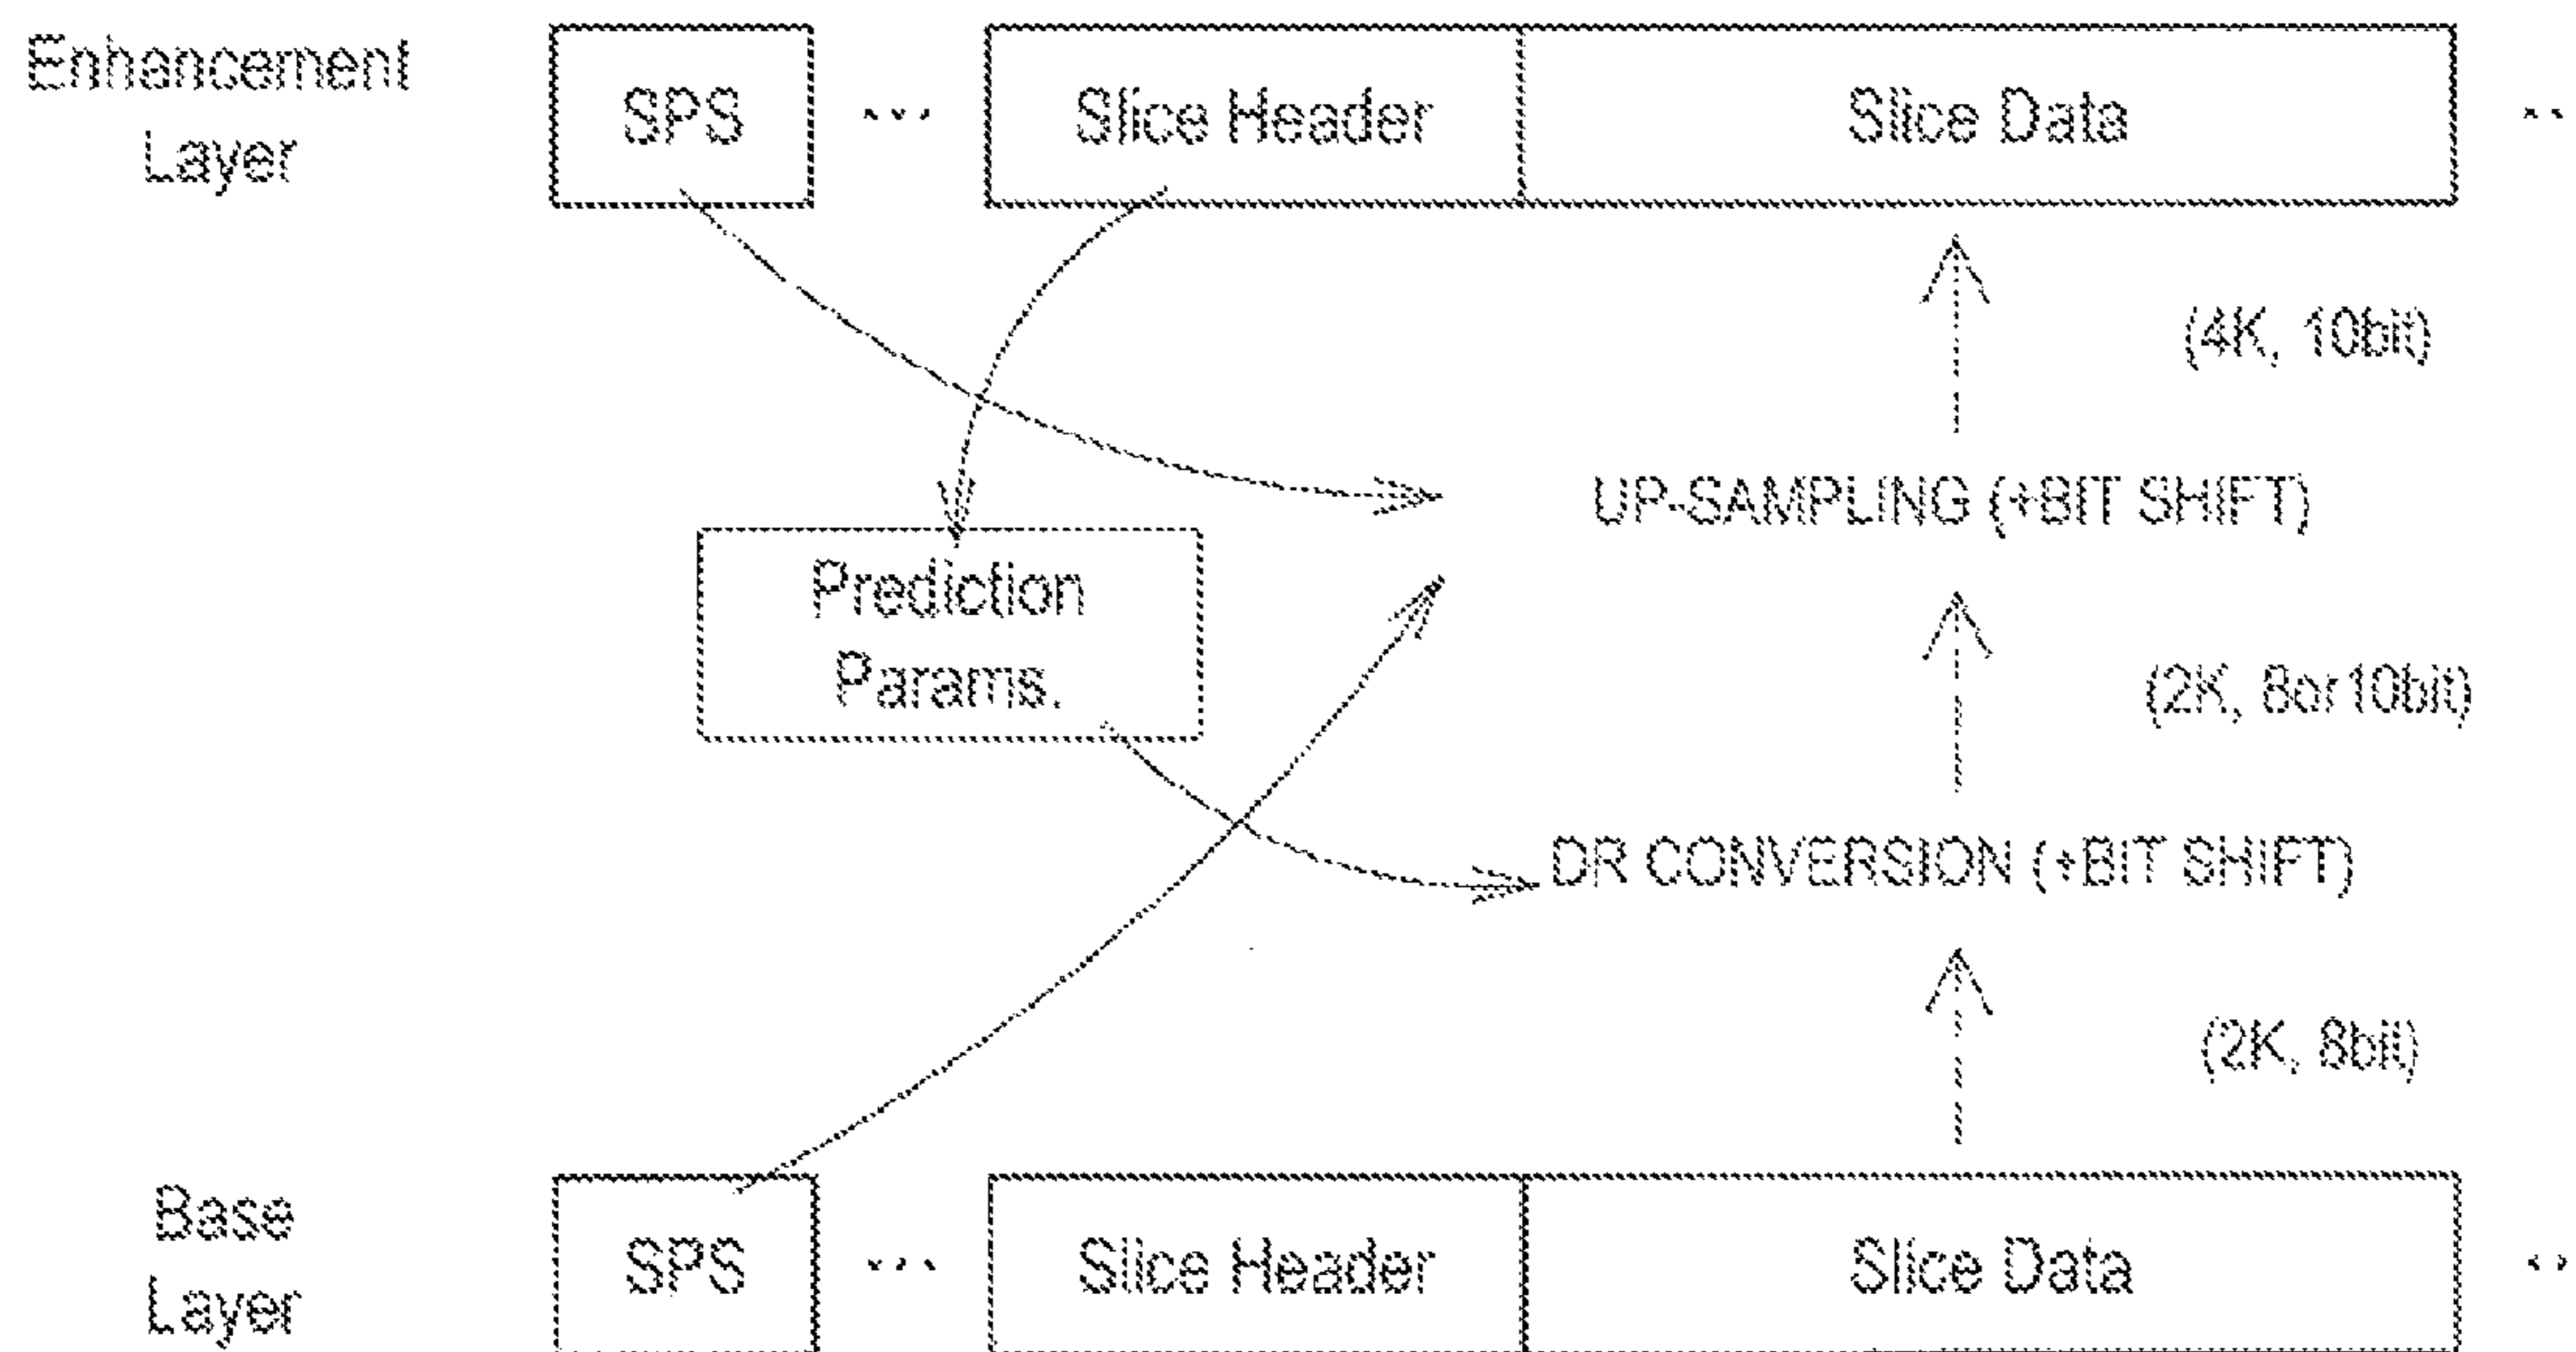 Enhancement
Layer
SPS ... Slice Header Slice Data ..
(4K, 10bit)
UP-SAMPLING (+BIT SHIFT)
Prediction
Params.
(2K, 8or10bit)
DR CONVERSION (+BIT SHIFT)
(2K, 8bit)
Base
Layer
SPS ... Slice Header Slice Data ..